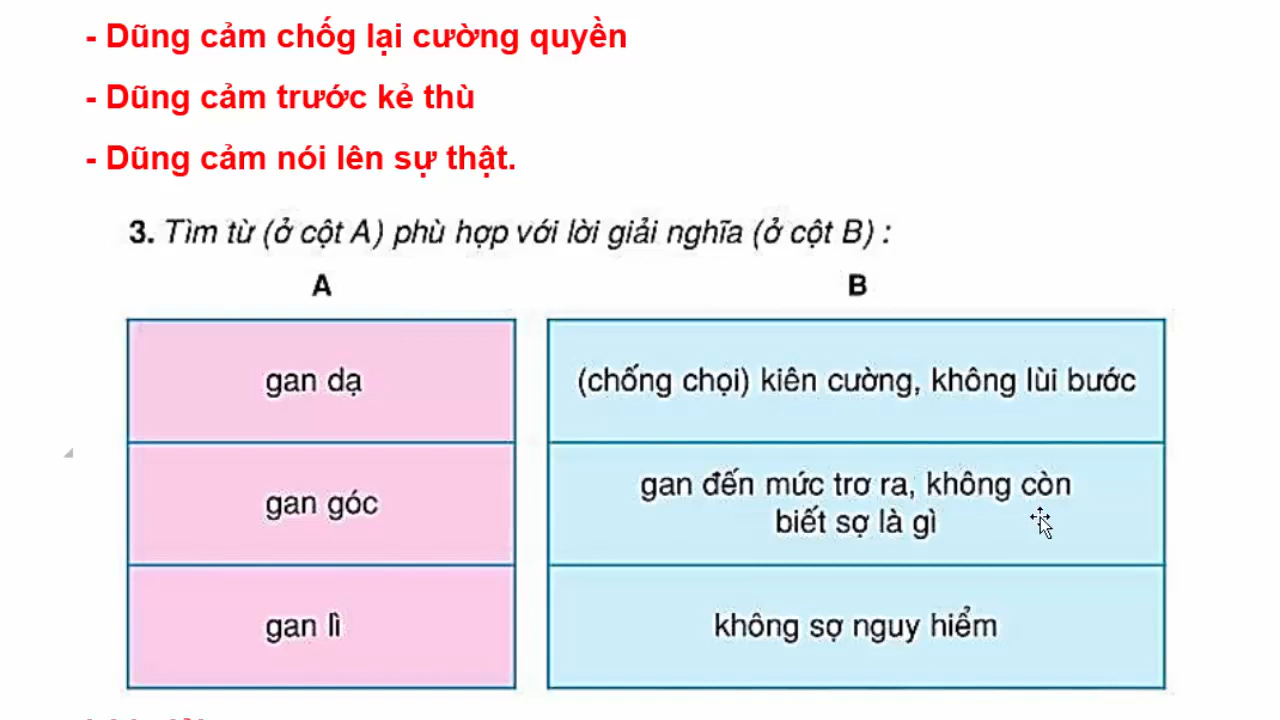 - Dũng cảm chốg lại cường quyền
- Dũng cảm trước kẻ thù
- Dũng cảm nói lên sự thật.
3. Tìm từ (ở cột A) phù hợp với lời giải nghĩa (ở cột B) :
A
B
gan dạ
(chống chọi) kiên cường, không lùi bước
gan góc
gan đến mức trơ ra, không còn
biết sợ là gì
gan lì
không sợ nguy hiểm